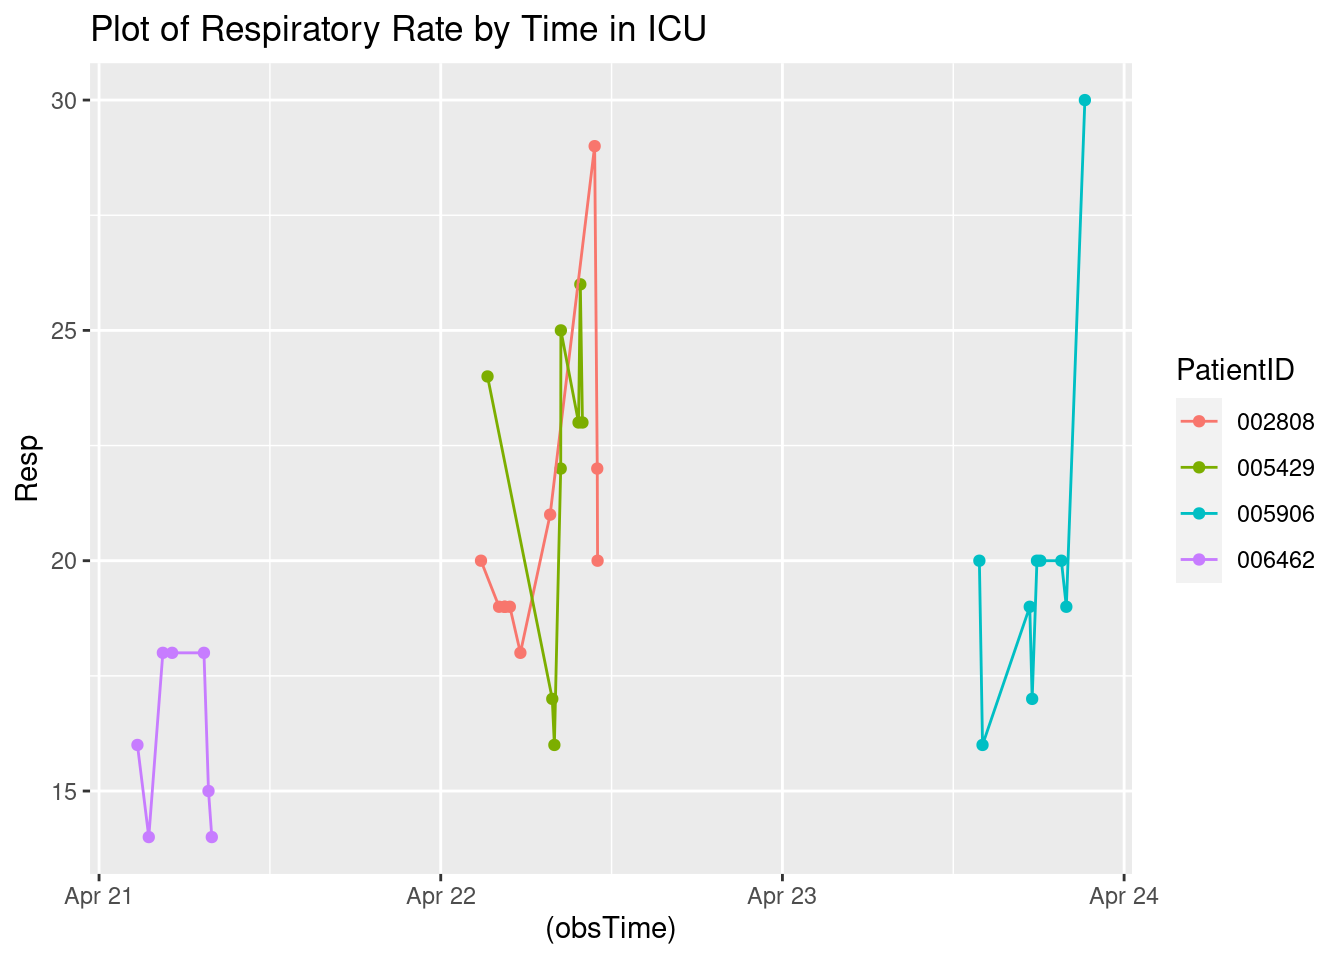 Plot of Respiratory Rate by Time in ICU
30
25
20
15
Resp
Apr 21
Apr 22
Apr 23
Apr 24
(obsTime)
PatientID
002808
005429
005906
006462